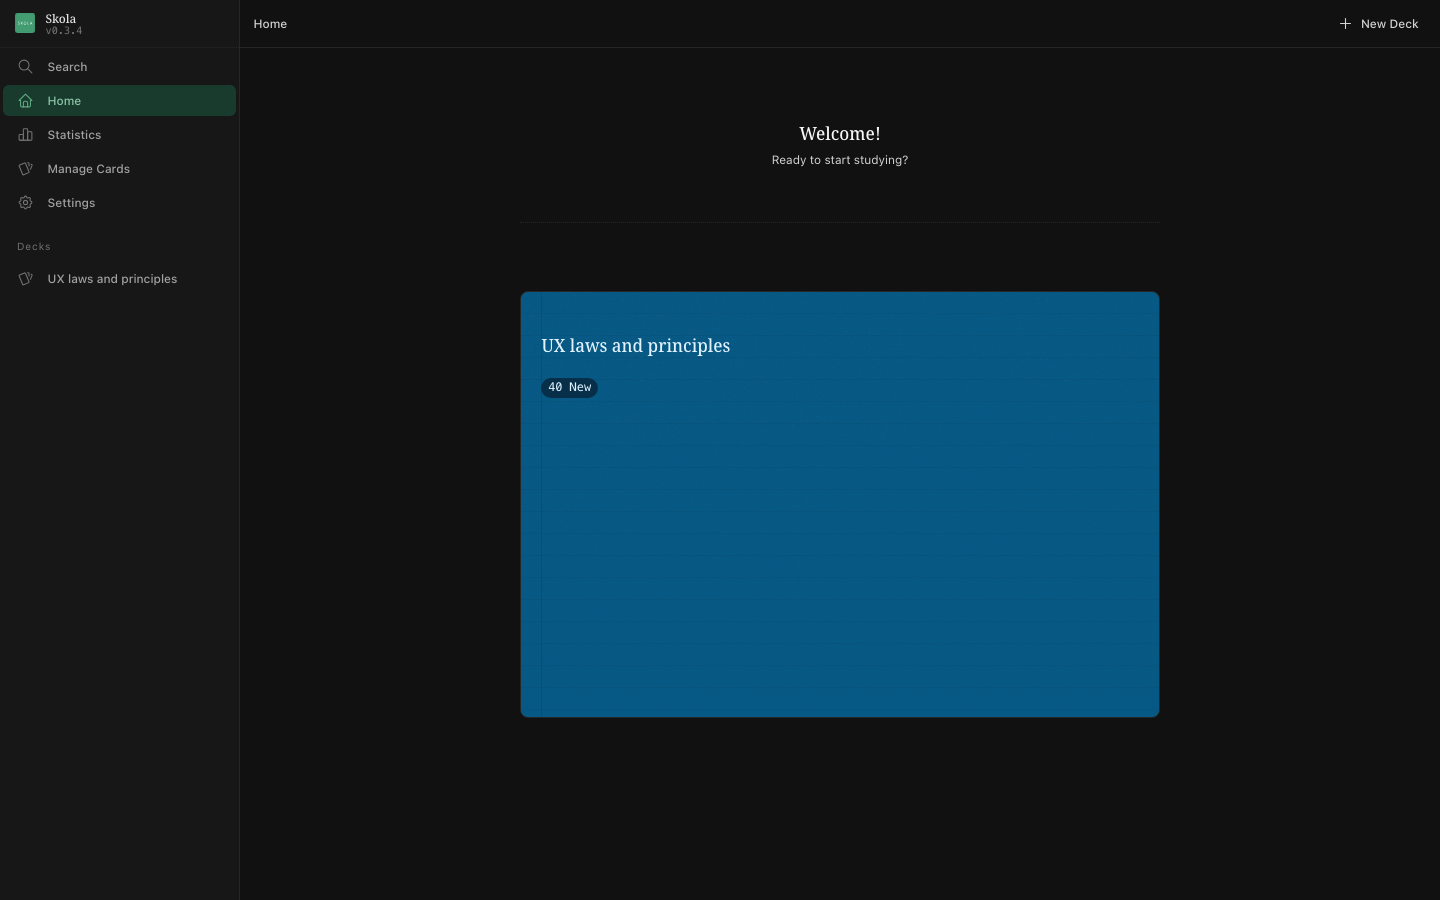 SKOLA
Skola
v0.3.4
Search
Home
Statistics
Manage Cards
Settings
Decks
UX laws and principles
Home
New Deck
Welcome!
Ready to start studying?
UX laws and principles
40 New